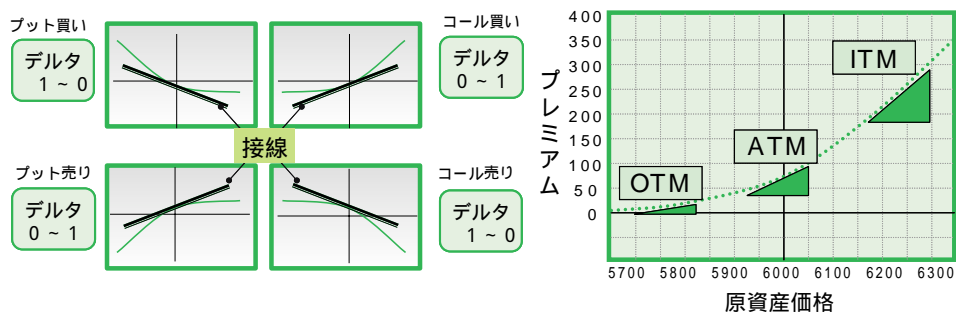 プット買い
デルタ
1 ~ 0
コール買い
デルタ
0 ~ 1
接線
プット売り
デルタ
0 ~ 1
コール売り
デルタ
1 ~ 0
プレミアム
400
350
300
250
200
150
100
50
0
ITM
ATM
OTM
5700 5800 5900 6000 6100 6200 6300
原資産価格